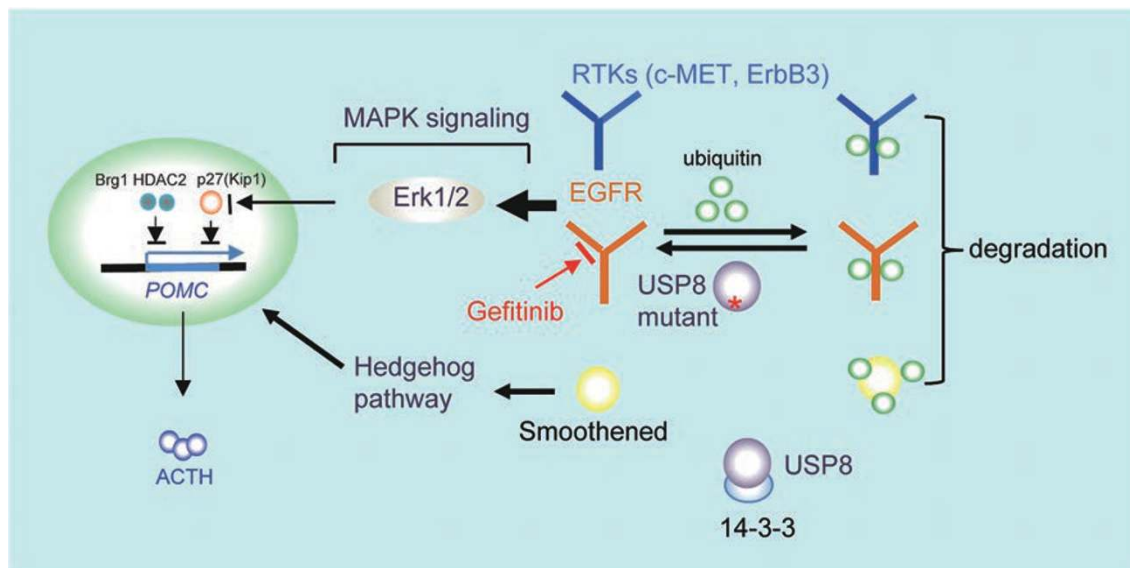 RTKs (c-MET, ErbB3)
MAPK signaling
ubiquitin
Brg1 HDAC2 p27(Kip1)
Erk1/2
EGFR
degradation
POMC
Gefitinib
USP8
mutant
*
Hedgehog
pathway
Smoothened
ACTH
USP8
14-3-3